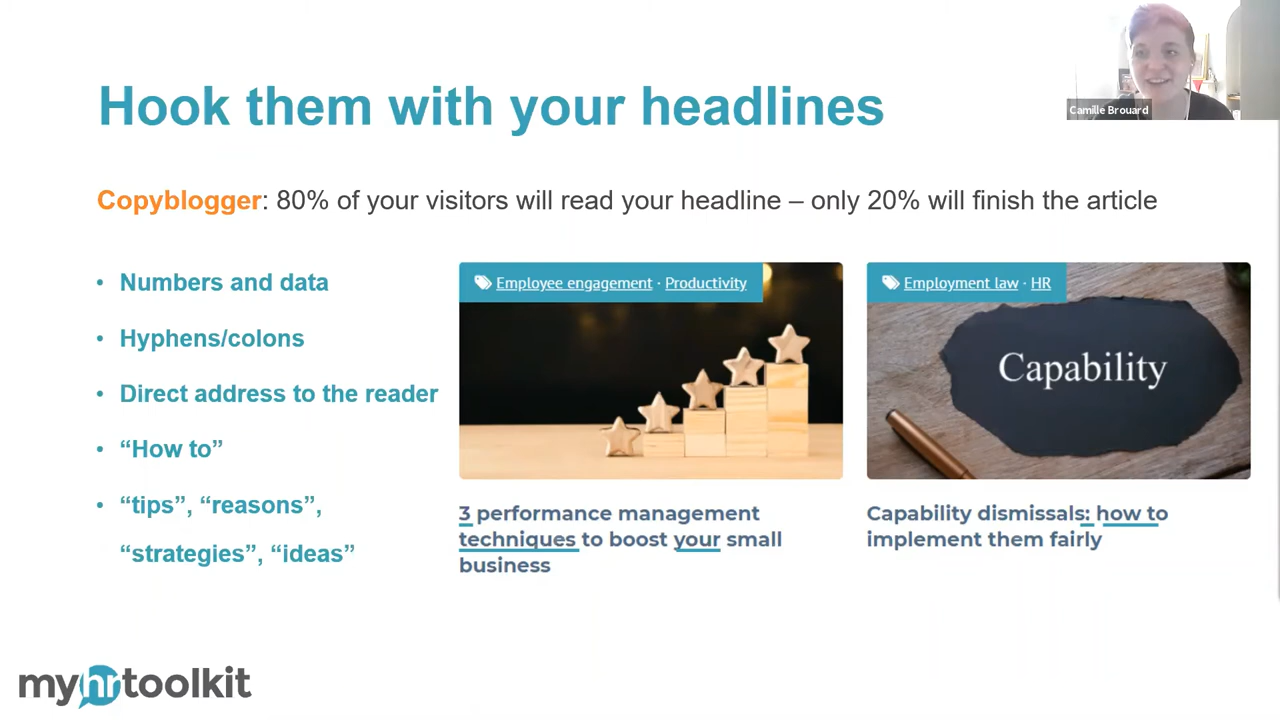 Hook them with your headlines
Camille Brouard
Copyblogger: 80% of your visitors will read your headline – only 20% will finish the article
• Numbers and data
• Hyphens/colons
• Direct address to the reader
• “How to”
• “tips”, “reasons”,
“strategies”, “ideas”
Employee engagement · Productivity
3 performance management
techniques to boost your small
business
Employment law · HR
Capability
Capability dismissals: how to
implement them fairly
myhrtoolkit